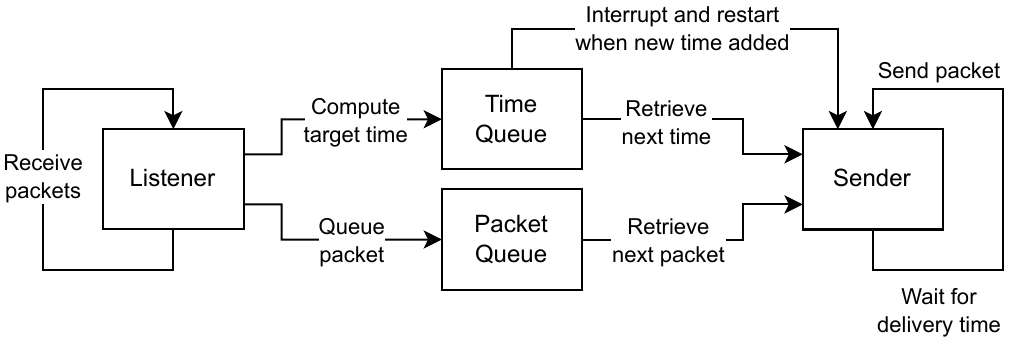 Interrupt and restart
when new time added
Send packet
Compute
target time
Time
Queue
Retrieve
next time
Receive
packets
Listener
Sender
Queue
packet
Packet
Queue
Retrieve
next packet
Wait for
delivery time